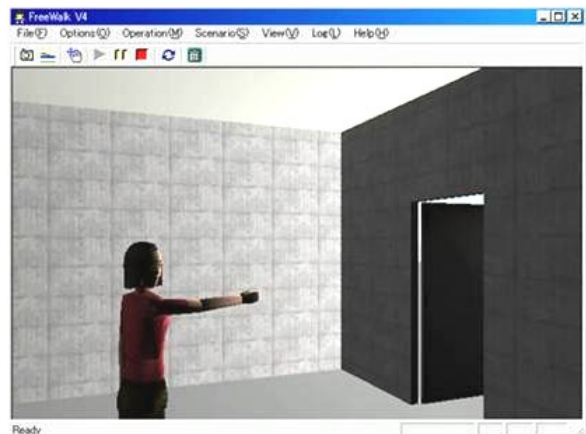 FreeWalk V4
File(F) Options(O) Operation(M) Scenario(S) View(V) Log(L) Help(H)
Ready